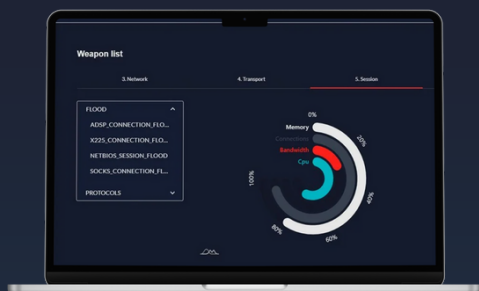 Weapon list
3. Network
4. Transport
5. Session
FLOOD
ADSP_CONNECTION_FLO...
X225_CONNECTION_FLO...
NETBIOS_SESSION_FLOOD
SOCKS_CONNECTION_FL...
PROTOCOLS
0%
Memory
Connections
Bandwidth
Cpu
20%
40%
60%
80%
100%